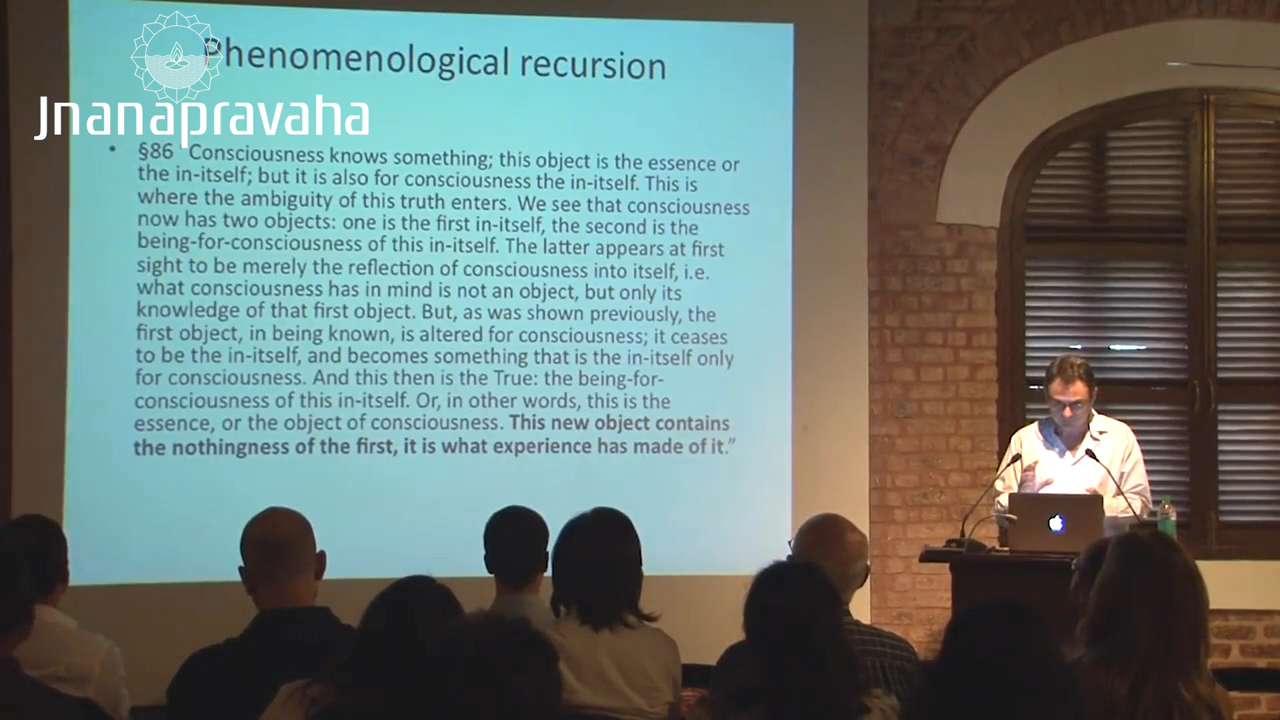 Phenomenological recursion
Jnanapravaha
• §86 “Consciousness knows something; this object is the essence or
the in-itself; but it is also for consciousness the in-itself. This is
where the ambiguity of this truth enters. We see that consciousness
now has two objects: one is the first in-itself, the second is the
being-for-consciousness of this in-itself. The latter appears at first
sight to be merely the reflection of consciousness into itself, i.e.
what consciousness has in mind is not an object, but only its
knowledge of that first object. But, as was shown previously, the
first object, in being known, is altered for consciousness; it ceases
to be the in-itself, and becomes something that is the in-itself only
for consciousness. And this then is the True: the being-for-
consciousness of this in-itself. Or, in other words, this is the
essence, or the object of consciousness. This new object contains
the nothingness of the first, it is what experience has made of it.”